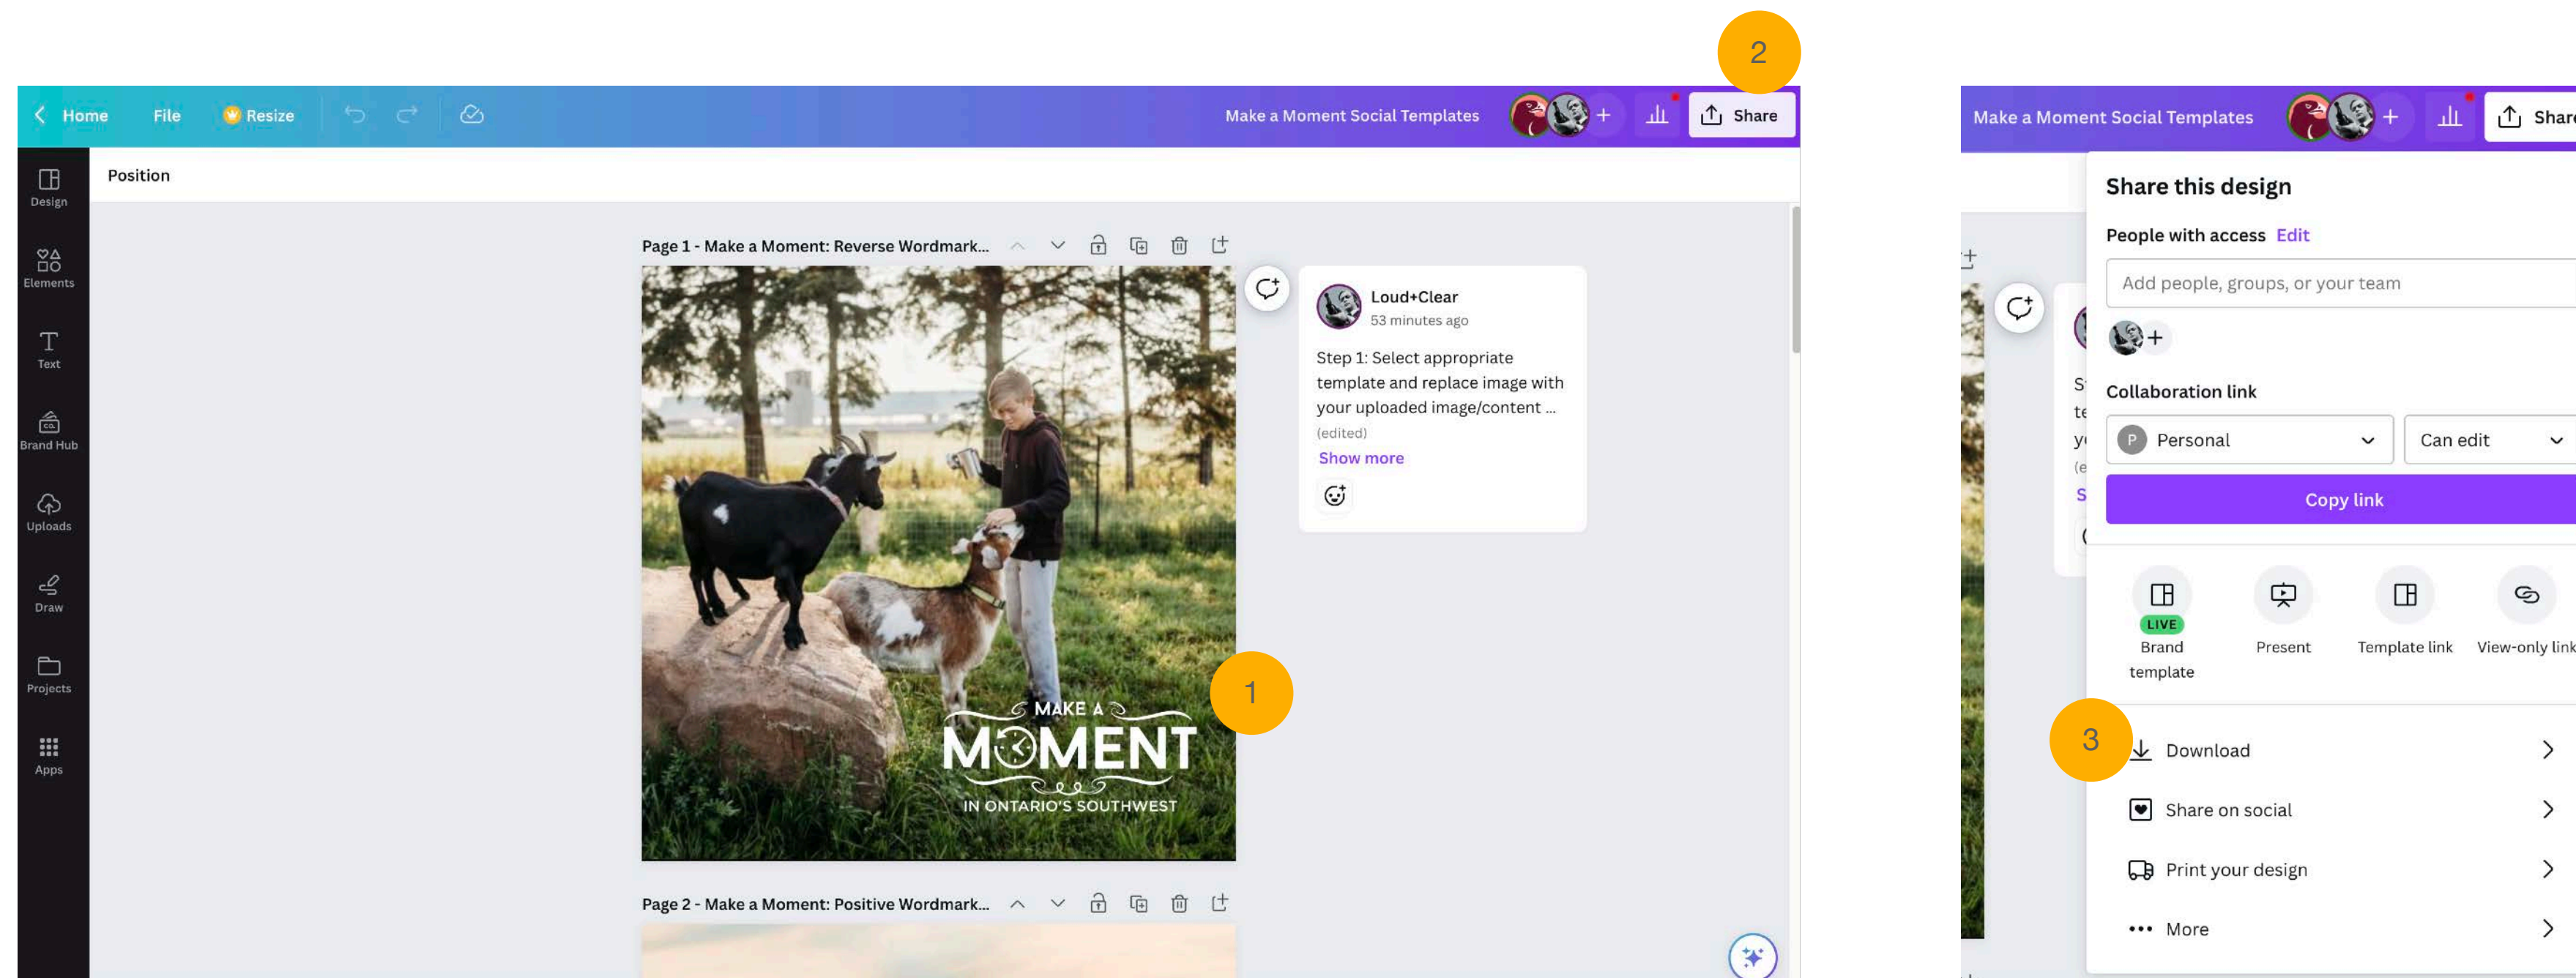 2
Home File Resize Make a Moment Social Templates + Share
Position
Design
Elements
T
Text
CO.
Brand Hub
Uploads
Draw
Projects
Apps
Page 1 - Make a Moment: Reverse Wordmark...
Loud+Clear
53 minutes ago
Step 1: Select appropriate
template and replace image with
your uploaded image/content ...
(edited)
Show more
1
MAKE A
MOMENT
IN ONTARIO'S SOUTHWEST
Page 2 - Make a Moment: Positive Wordmark...
Make a Moment Social Templates + Share
Share this design
People with access Edit
Add people, groups, or your team
+
Collaboration link
P Personal Can edit
Copy link
LIVE
Brand
template
Present
Template link
View-only link
3
Download
Share on social
Print your design
More